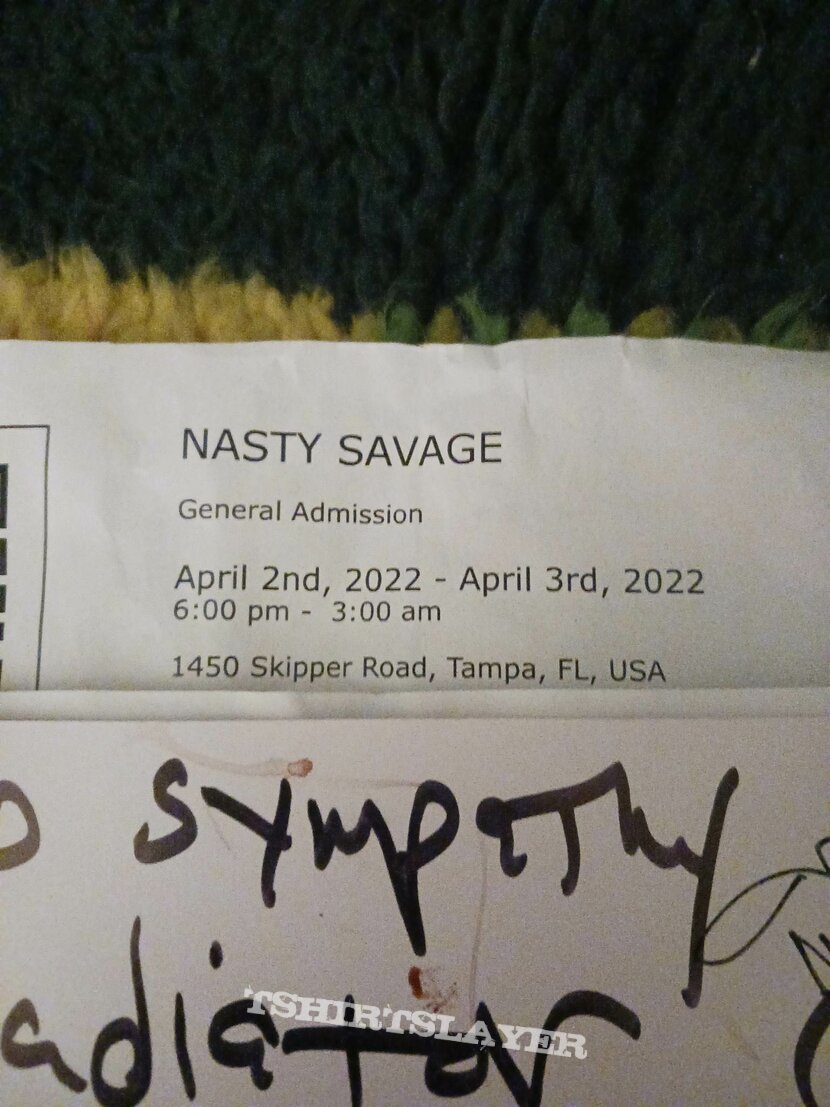 NASTY SAVAGE
General Admission
April 2nd, 2022 - April 3rd, 2022
6:00 pm - 3:00 am
1450 Skipper Road, Tampa, FL, USA
o sympathy
adiator
TSHIRTSLAYER